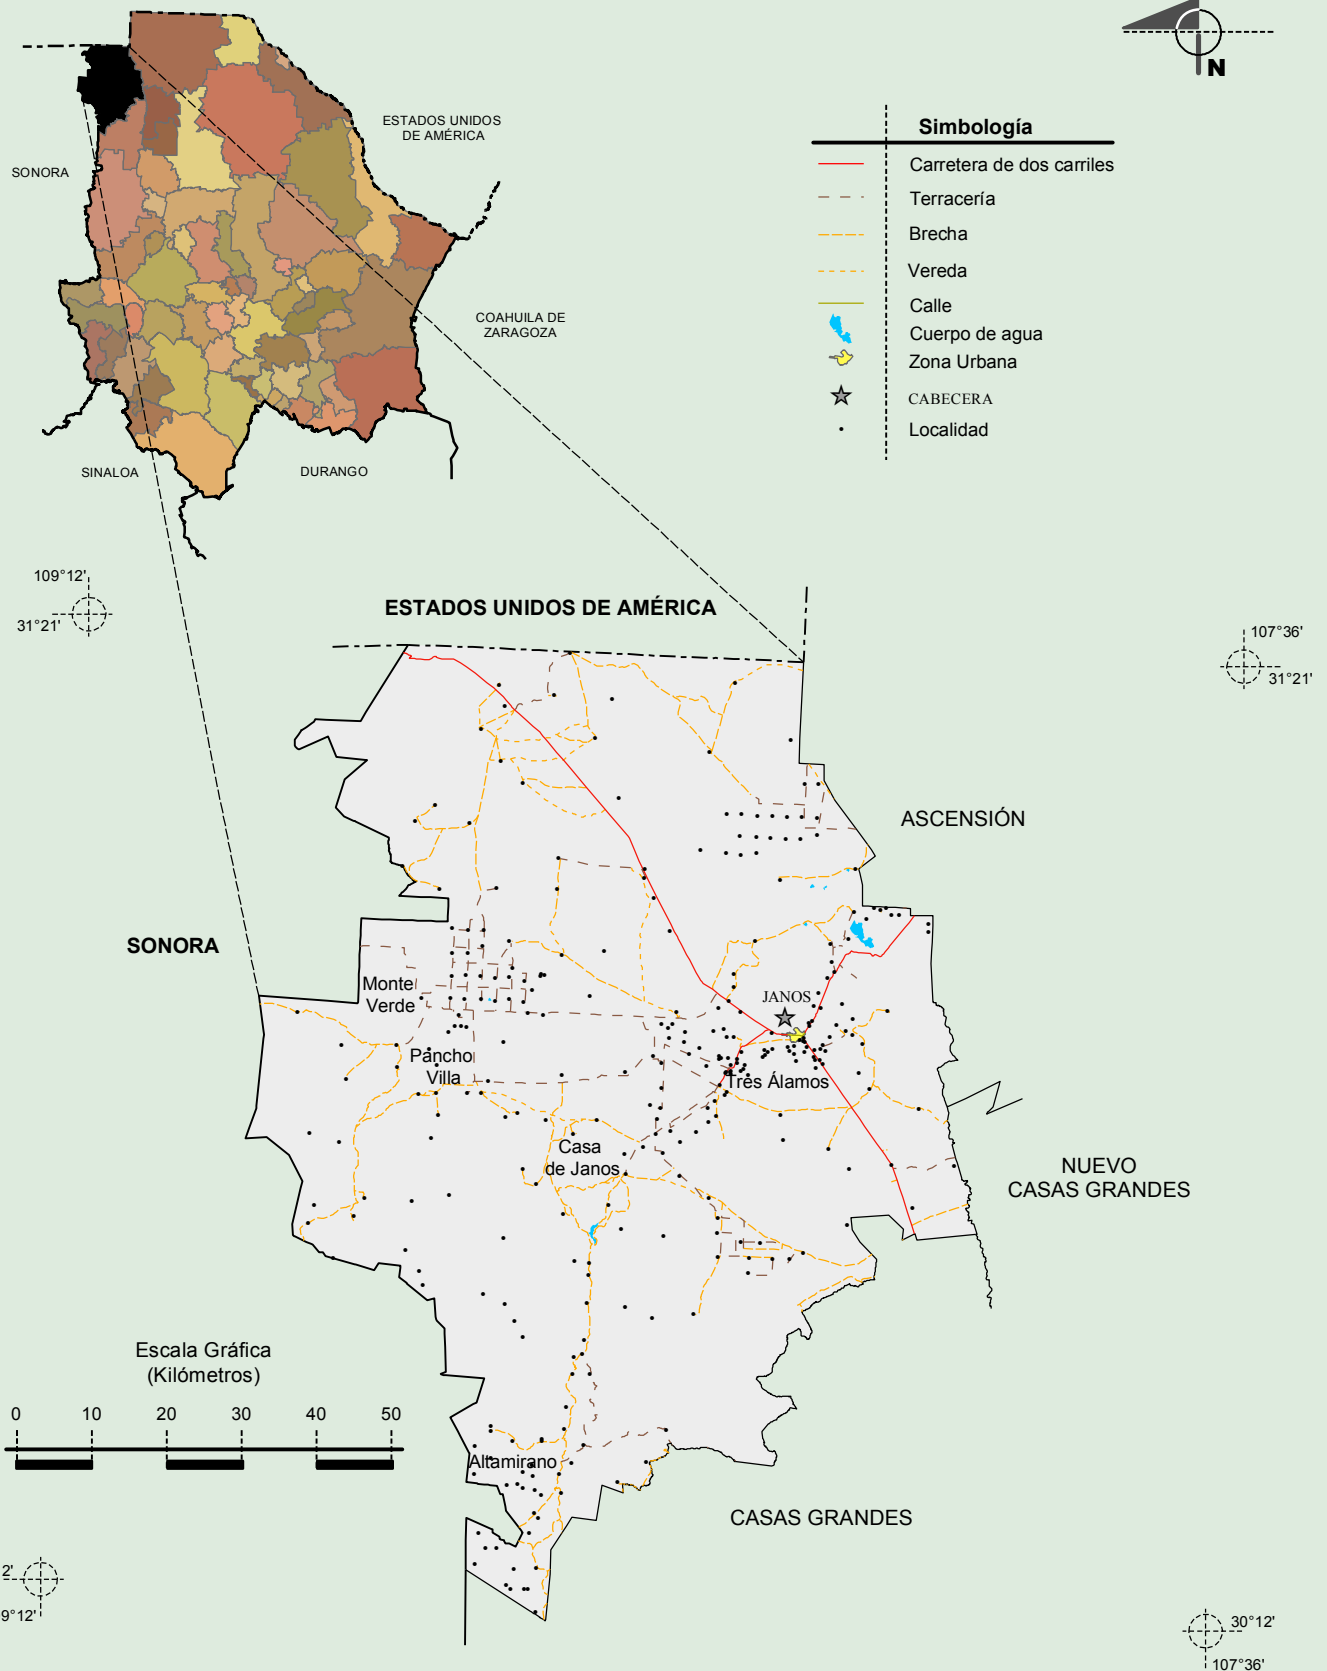 N
ESTADOS UNIDOS
DE AMÉRICA
SONORA
COAHUILA DE
ZARAGOZA
SINALOA
DURANGO
Simbología
Carretera de dos carriles
Terracería
Brecha
Vereda
Calle
Cuerpo de agua
Zona Urbana
CABECERA
Localidad
109°12'
31°21'
ESTADOS UNIDOS DE AMÉRICA
107°36'
31°21'
ASCENSIÓN
SONORA
Monte
Verde
JANOS
Pancho
Villa
Tres Álamos
Casa
de Janos
NUEVO
CASAS GRANDES
Escala Gráfica
(Kilómetros)
0 10 20 30 40 50
Altamirano
CASAS GRANDES
2'
9°12'
30°12'
107°36'